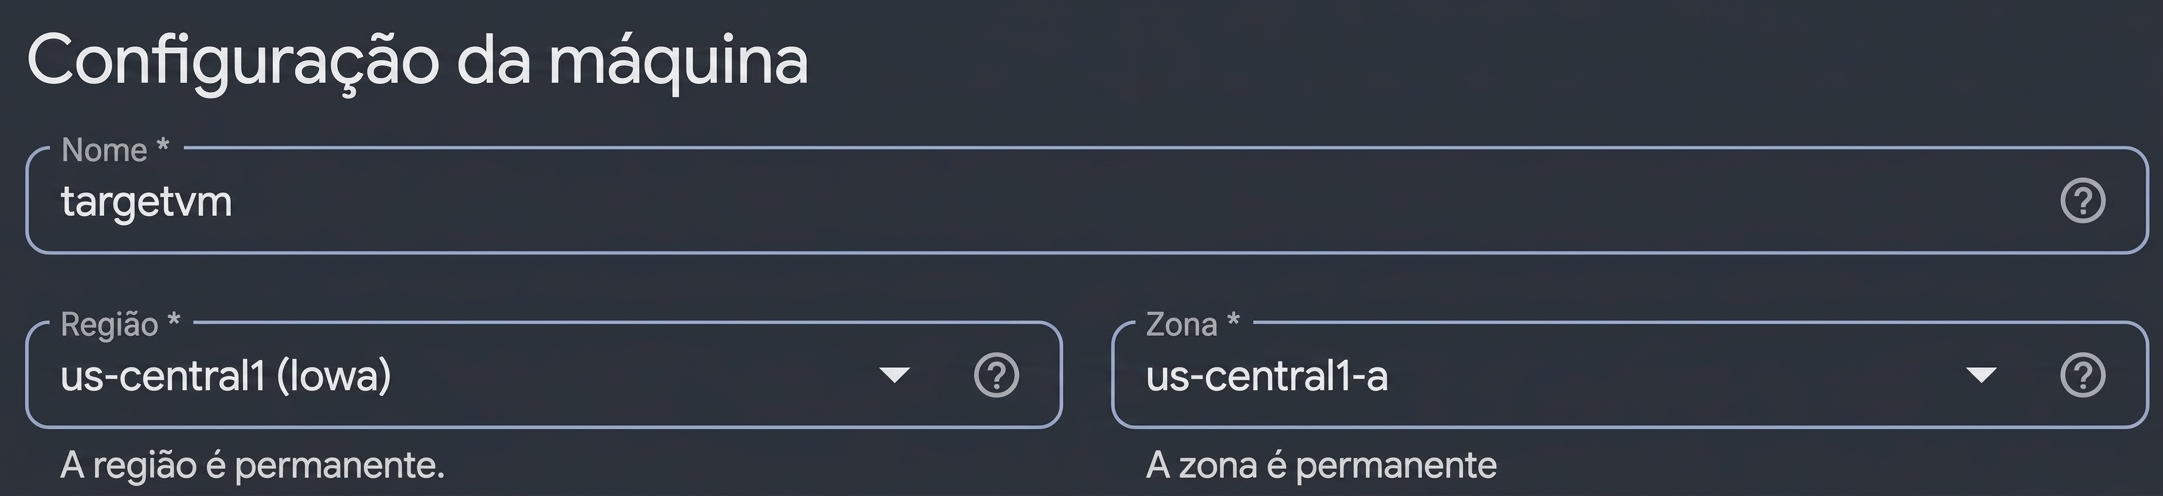 Configuração da máquina
Nome *
targetvm
Região *
us-central1 (Iowa)
A região é permanente.
Zona *
us-central1-a
A zona é permanente